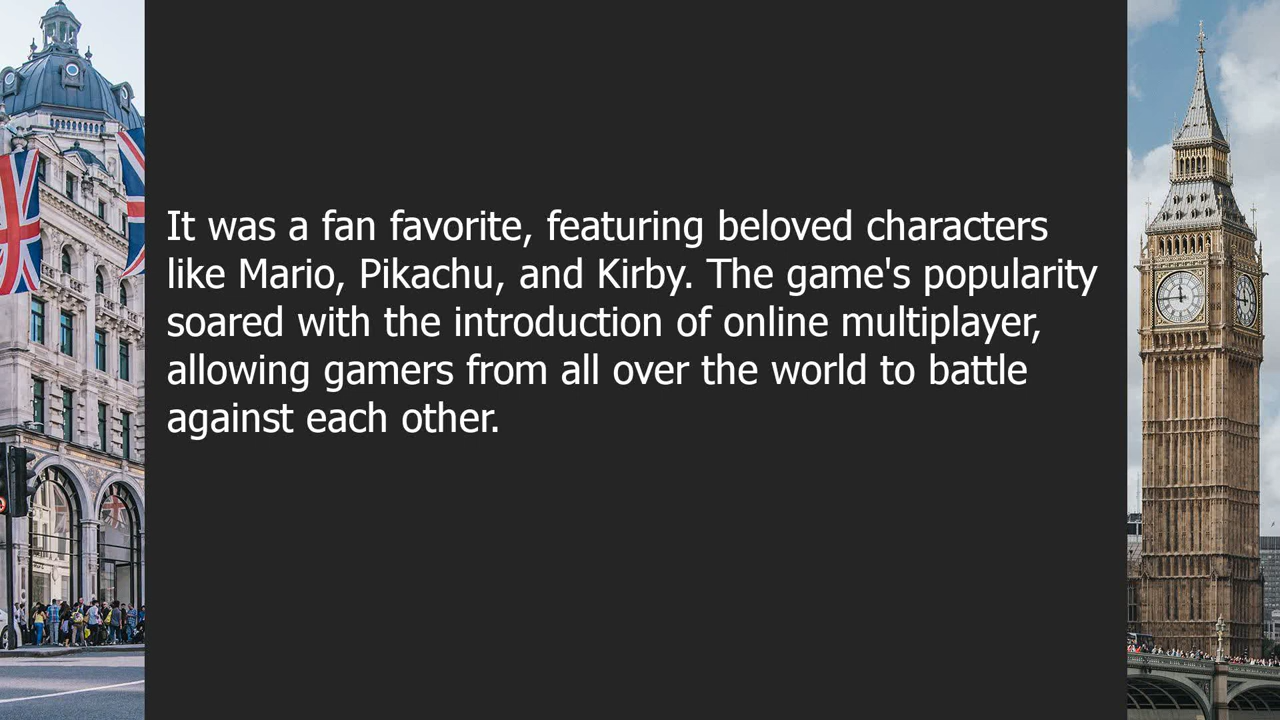 It was a fan favorite, featuring beloved characters
like Mario, Pikachu, and Kirby. The game's popularity
soared with the introduction of online multiplayer,
allowing gamers from all over the world to battle
against each other.